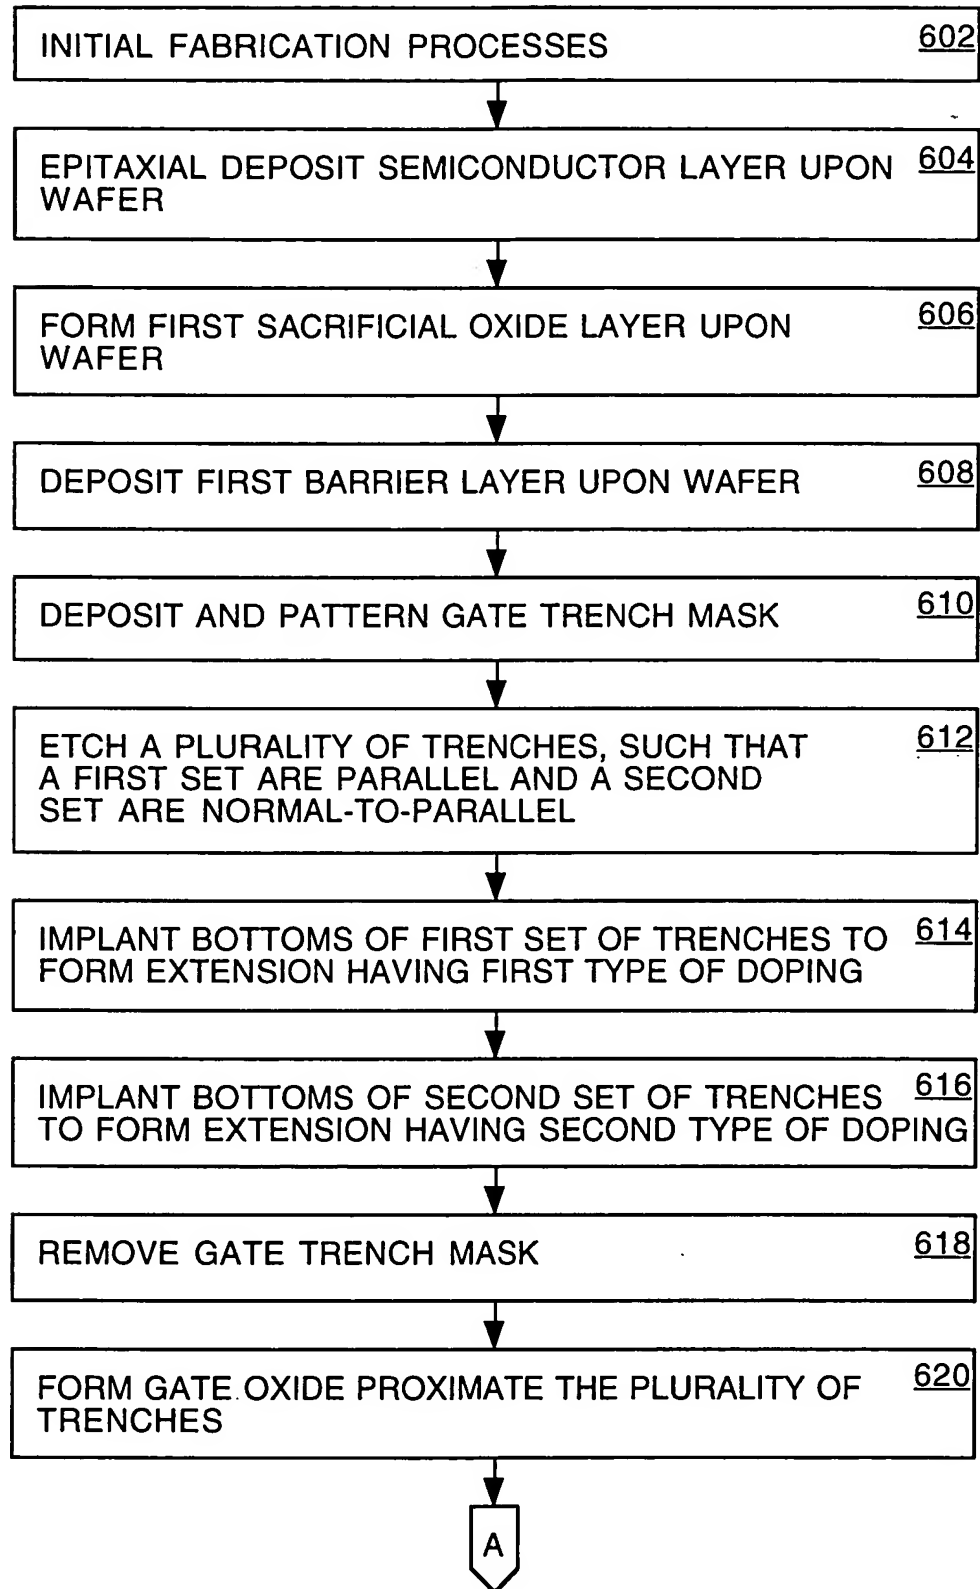 INITIAL FABRICATION PROCESSES 602
EPITAXIAL DEPOSIT SEMICONDUCTOR LAYER UPON 604
WAFER
FORM FIRST SACRIFICIAL OXIDE LAYER UPON 606
WAFER
DEPOSIT FIRST BARRIER LAYER UPON WAFER 608
DEPOSIT AND PATTERN GATE TRENCH MASK 610
ETCH A PLURALITY OF TRENCHES, SUCH THAT 612
A FIRST SET ARE PARALLEL AND A SECOND
SET ARE NORMAL-TO-PARALLEL
IMPLANT BOTTOMS OF FIRST SET OF TRENCHES TO 614
FORM EXTENSION HAVING FIRST TYPE OF DOPING
IMPLANT BOTTOMS OF SECOND SET OF TRENCHES 616
TO FORM EXTENSION HAVING SECOND TYPE OF DOPING
REMOVE GATE TRENCH MASK 618
FORM GATE OXIDE PROXIMATE THE PLURALITY OF 620
TRENCHES
A